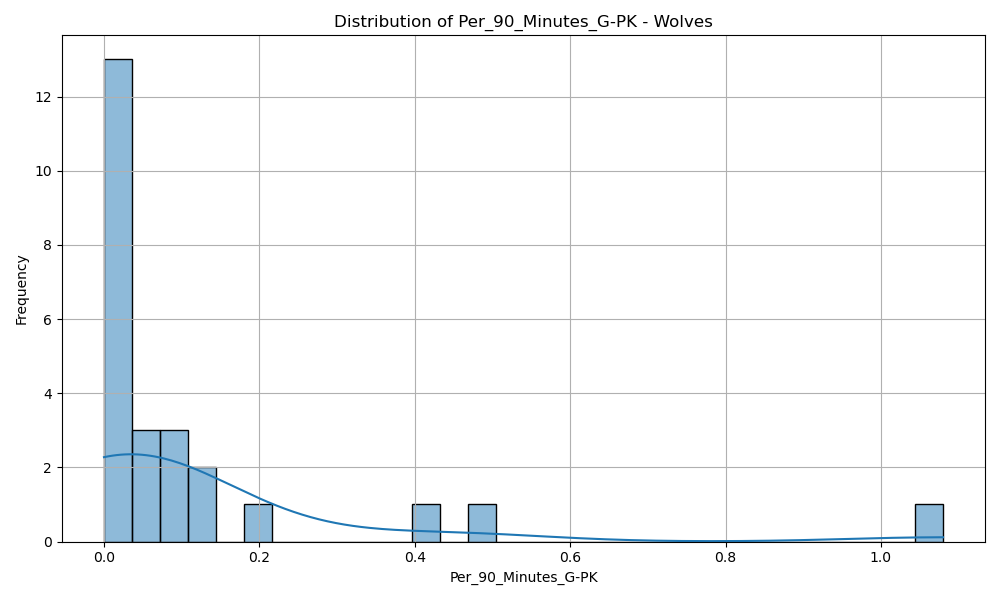 Distribution of Per_90_Minutes_G-PK - Wolves
12
10
8
6
4
2
0
Frequency
0.0 0.2 0.4 0.6 0.8 1.0
Per_90_Minutes_G-PK